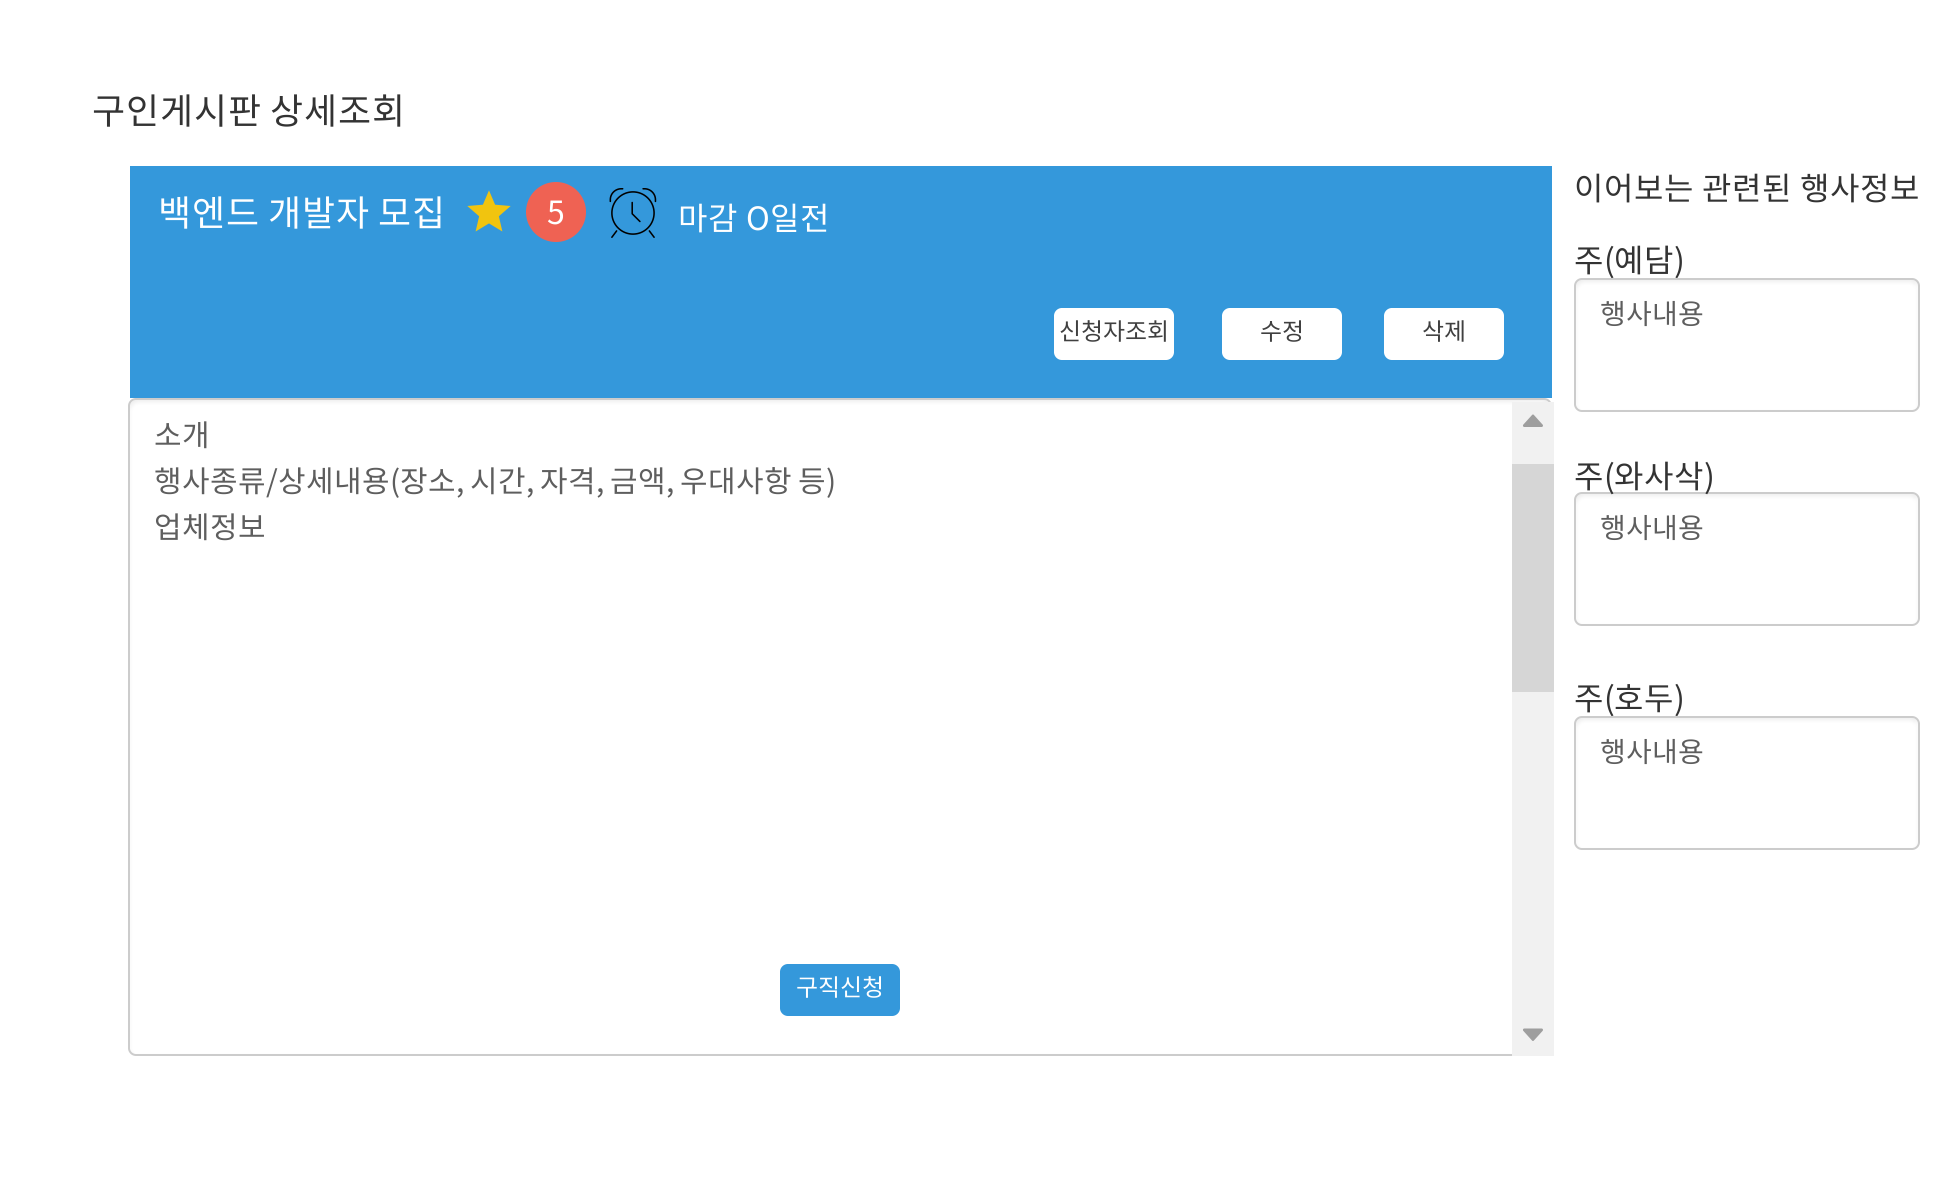 구인게시판 상세조회
백엔드 개발자 모집 5 마감 O일전
신청자조회 수정 삭제
소개
행사종류/상세내용(장소, 시간, 자격, 금액, 우대사항 등)
업체정보
구직신청
이어보는 관련된 행사정보
주(예담)
행사내용
주(와사삭)
행사내용
주(호두)
행사내용